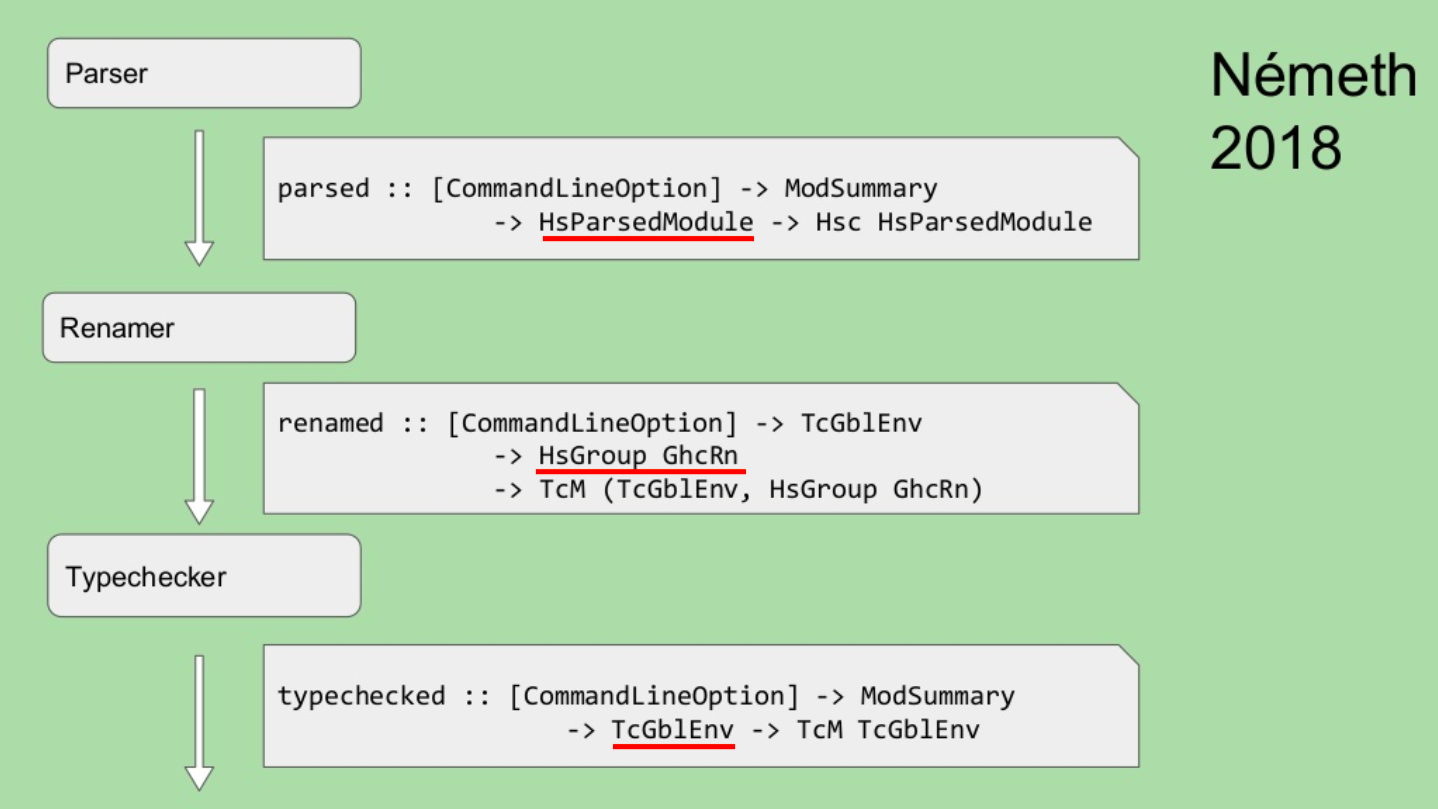 Parser
Németh
2018
parsed :: [CommandLineOption] -> ModSummary
-> HsParsedModule -> Hsc HsParsedModule
Renamer
renamed :: [CommandLineOption] -> TcGblEnv
-> HsGroup GhcRn
-> TcM (TcGblEnv, HsGroup GhcRn)
Typechecker
typechecked :: [CommandLineOption] -> ModSummary
-> TcGblEnv -> TcM TcGblEnv